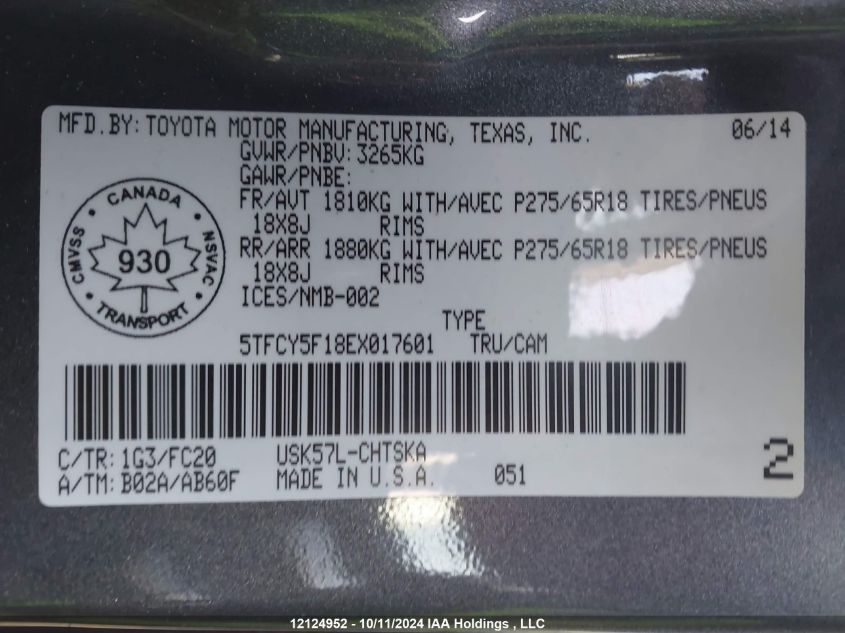 MFD.BY: TOYOTA MOTOR MANUFACTURING, TEXAS, INC. 06/14
GVWR/PNBV: 3265KG
GAWR/PNBE:
FR/AVT 1810KG WITH/AVEC P275/65R18 TIRES/PNEUS
18X8J RIMS
RR/ARR 1880KG WITH/AVEC P275/65R18 TIRES/PNEUS
18X8J RIMS
ICES/NMB-002
CANADA
CMVSS
NSVAC
930
TRANSPORT
TYPE
5TFCY5F18EX017601 TRU/CAM
C/TR: 1G3/FC20 USK57L-CHTSKA
A/TM: B02A/AB60F MADE IN U.S.A. 051
2
12124952 - 10/11/2024 IAA Holdings , LLC